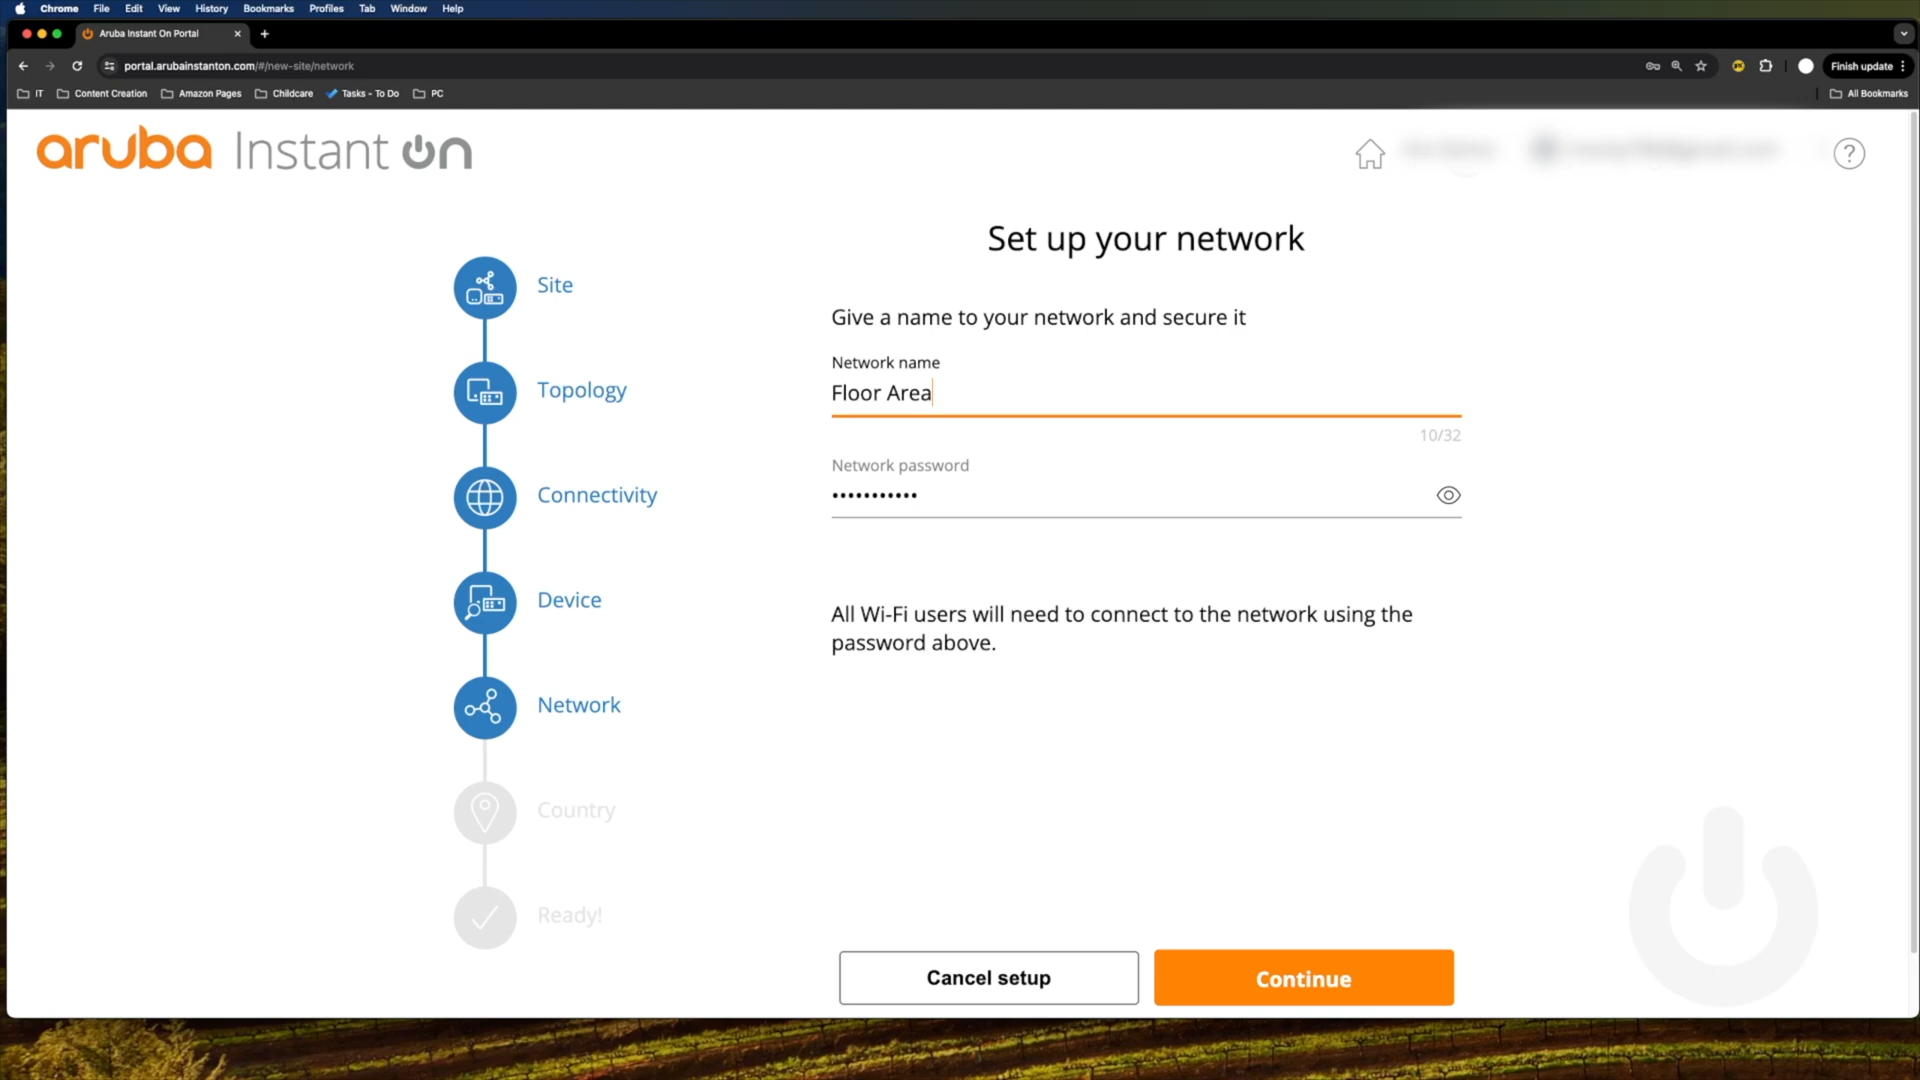 Chrome File Edit View History Bookmarks Profiles Tab Window Help
Aruba Instant On Portal
portal.arubainstanton.com/#/new-site/network
Finish update
IT Content Creation Amazon Pages Childcare Tasks - To Do PC All Bookmarks
aruba Instant On
?
Set up your network
Site
Give a name to your network and secure it
Network name
Floor Area
Topology
10/32
Network password
•••••••••••
Connectivity
Device
All Wi-Fi users will need to connect to the network using the
password above.
Network
Country
Ready!
Cancel setup
Continue